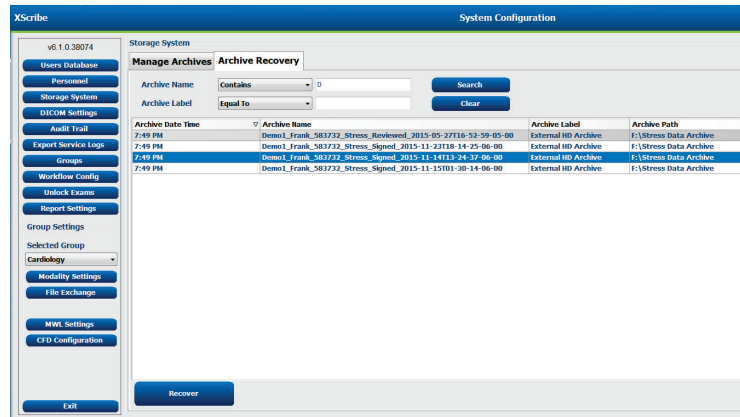 XScribe
System Configuration
v6.1.0.38074
Users Database
Personnel
Storage System
DICOM Settings
Audit Trail
Export Service Logs
Groups
Workflow Config
Unlock Exams
Report Settings
Group Settings
Selected Group
Cardiology
Modality Settings
File Exchange
MWL Settings
CFD Configuration
Exit
Storage System
Manage Archives Archive Recovery
Archive Name Contains D Search
Archive Label Equal To Clear
Archive Date Time Archive Name Archive Label Archive Path
7:49 PM Demo1_Frank_583732_Stress_Reviewed_2015-05-27T16-52-59-05-00 External HD Archive F:\Stress Data Archive
7:49 PM Demo1_Frank_583732_Stress_Signed_2015-11-23T18-14-25-06-00 External HD Archive F:\Stress Data Archive
7:49 PM Demo1_Frank_583732_Stress_Signed_2015-11-14T13-24-37-06-00 External HD Archive F:\Stress Data Archive
7:49 PM Demo1_Frank_583732_Stress_Signed_2015-11-15T01-30-14-06-00 External HD Archive F:\Stress Data Archive
Recover